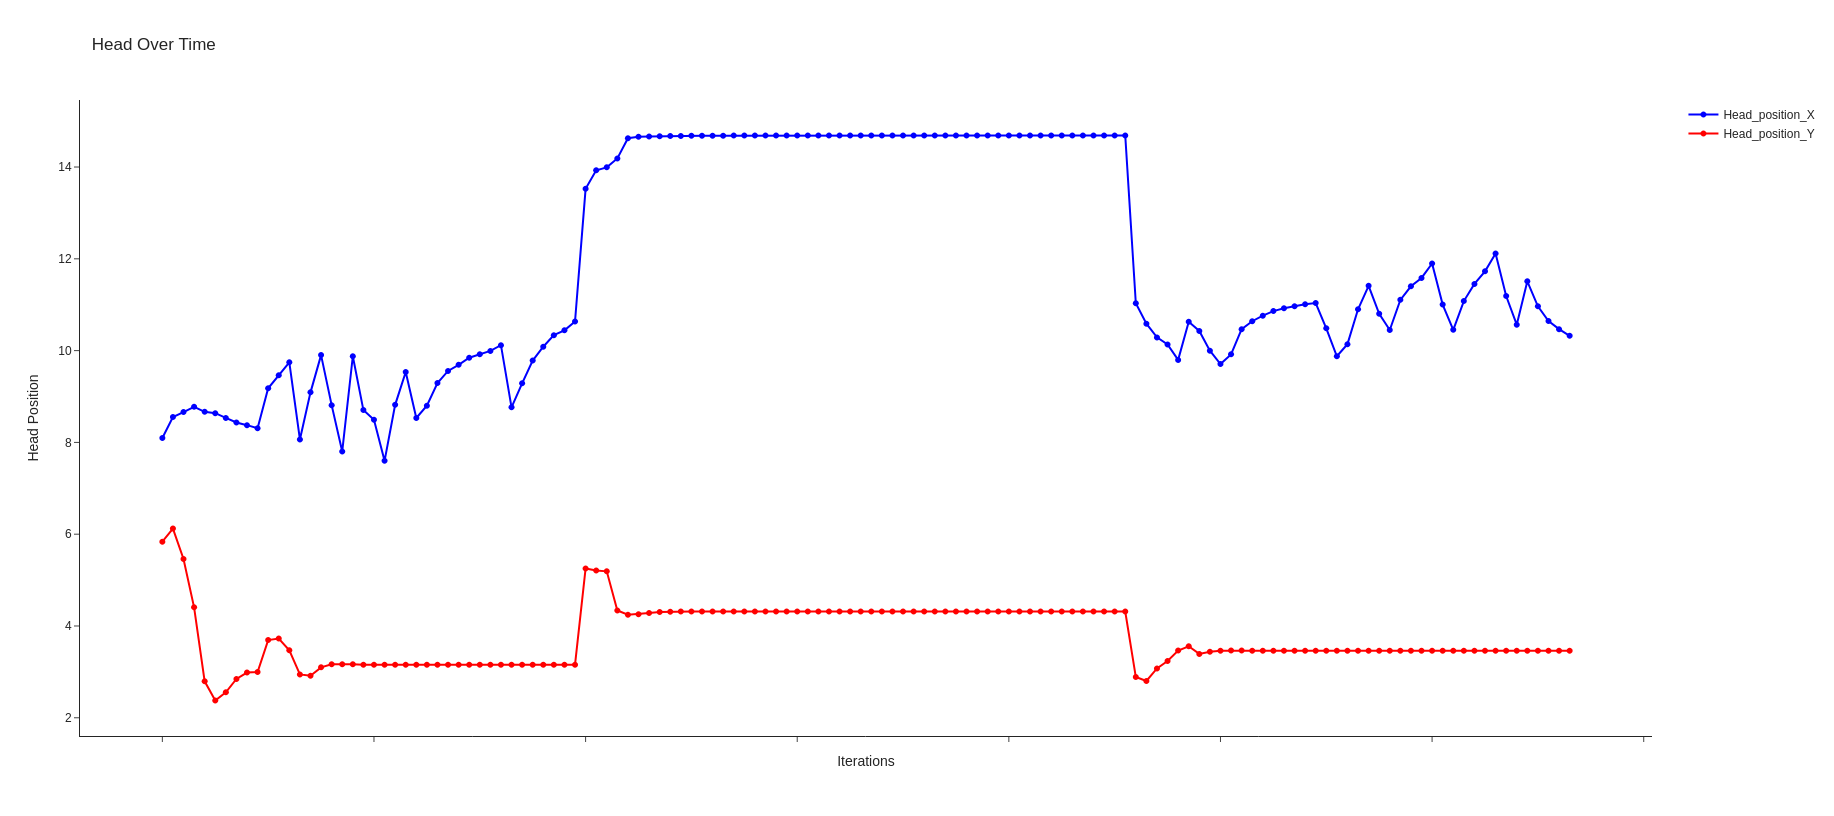 Head Over Time
Head_position_X
Head_position_Y
14
12
10
8
6
4
2
Head Position
Iterations